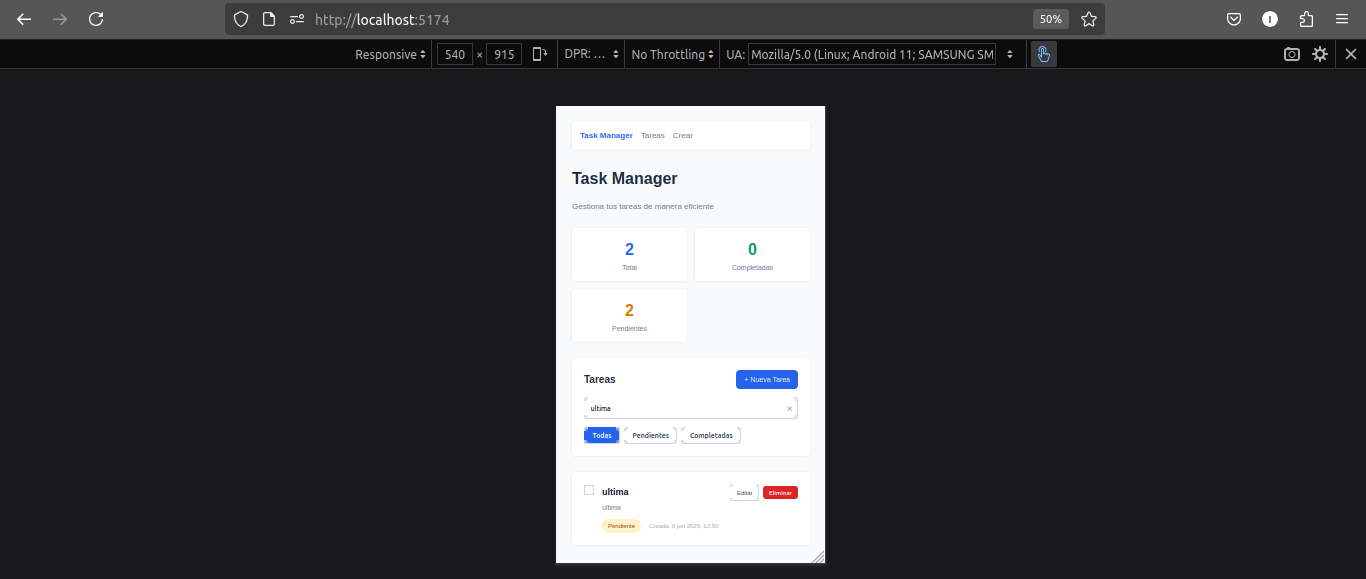 http://localhost:5174 50%
Responsive 540 × 915 DPR: ... No Throttling UA: Mozilla/5.0 (Linux; Android 11; SAMSUNG SM
Task Manager Tareas Crear
Task Manager
Gestiona tus tareas de manera eficiente
2 0
Total Completadas
2
Pendientes
Tareas + Nueva Tarea
ultima ×
Todas Pendientes Completadas
ultima Editar Eliminar
ultima
Pendiente Creada: 6 jun 2025, 12:50